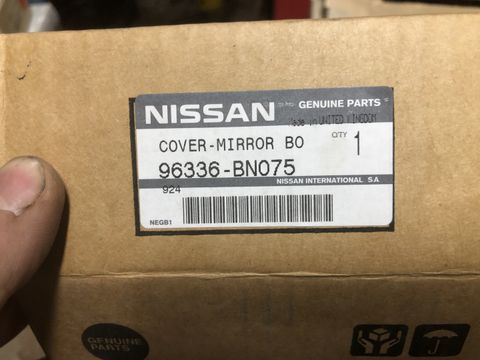 NISSAN GENUINE PARTS
Made in UNITED KINGDOM
COVER-MIRROR BO Q'TY 1
96336-BN075
924 NISSAN INTERNATIONAL SA
NEGB1
GENUINE
PARTS